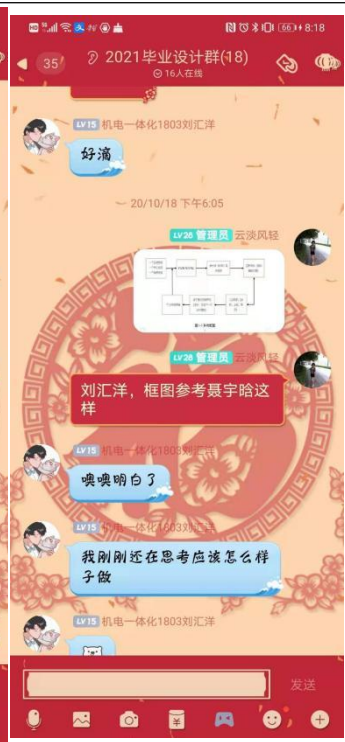 66 8:18
35 2021毕业设计群(18)
16人在线
LV15 机电一体化1803刘汇洋
好滴
20/10/18 下午6:05
LV26 管理员 云淡风轻
LV26 管理员 云淡风轻
刘汇洋，框图参考聂宇晗这
样
LV15 机电一体化1803刘汇洋
噢噢明白了
LV15 机电一体化1803刘汇洋
我刚刚还在思考应该怎么样
子做
LV15 机电一体化1803刘汇洋
发送